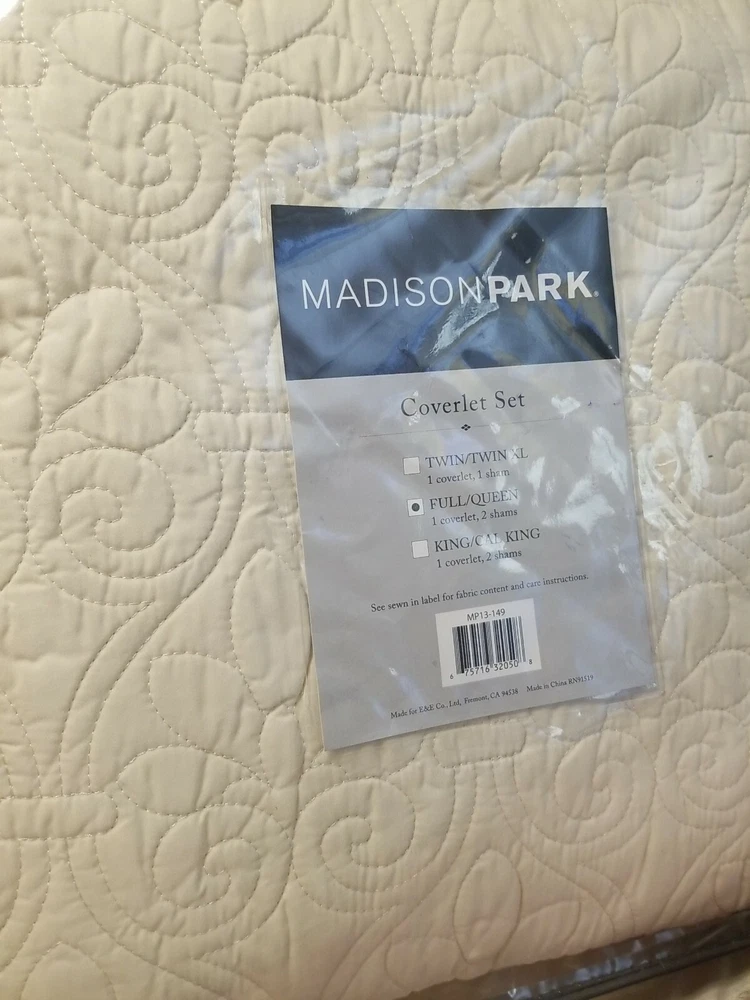 MADISONPARK®
Coverlet Set
TWIN/TWIN XL
1 coverlet, 1 sham
FULL/QUEEN
1 coverlet, 2 shams
KING/CAL KING
1 coverlet, 2 shams
See sewn in label for fabric content and care instructions.
MP13-149
6 75716 32050 8
Made for E&E Co., Ltd, Fremont, CA 94538 Made in China RN91519